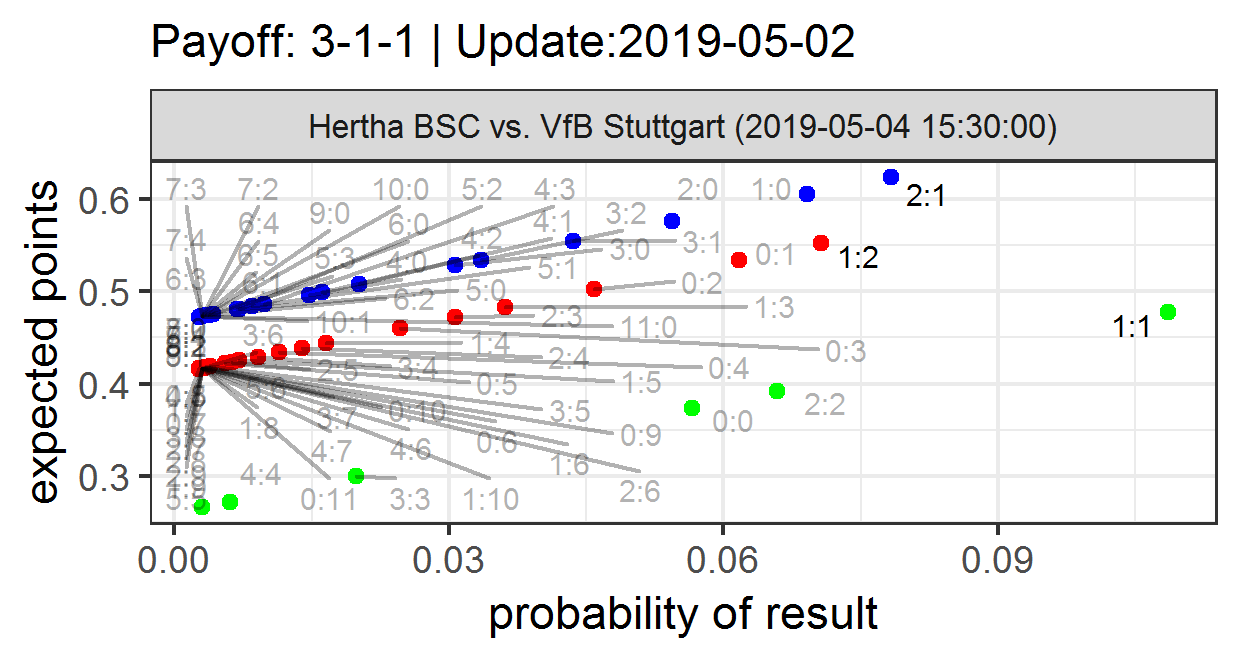 Payoff: 3-1-1 | Update:2019-05-02
Hertha BSC vs. VfB Stuttgart (2019-05-04 15:30:00)
expected points
0.6
0.5
0.4
0.3
7:3 7:2 10:0 5:2 4:3 2:0 1:0 2:1
9:0 3:2
6:4 6:0 4:1
7:4 4:2 3:1 1:2
6:5 5:3 3:0 0:1
6:3 6:1 4:0 5:1 0:2
6:2 5:0
10:1 2:3 11:0 1:3 1:1
3:6 1:4 2:4 0:3
2:5 3:4 0:4
5:6 0:5 1:5
3:7 0:10 3:5 2:2
1:8 0:6 0:9 0:0
4:7 4:6 1:6
4:4 0:11 3:3 1:10 2:6
0.00 0.03 0.06 0.09
probability of result